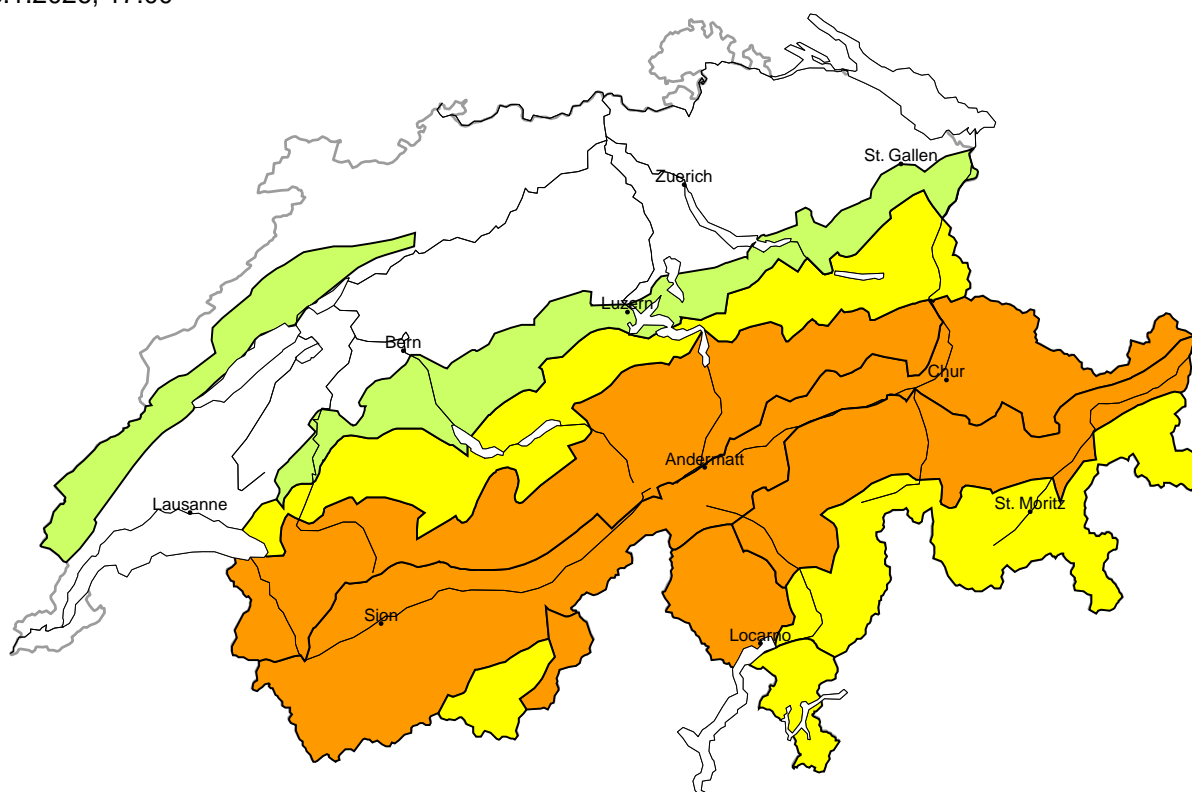 St. Gallen
Zuerich
Luzern
Bern
Chur
Andermatt
Lausanne
St. Moritz
Sion
Locarno